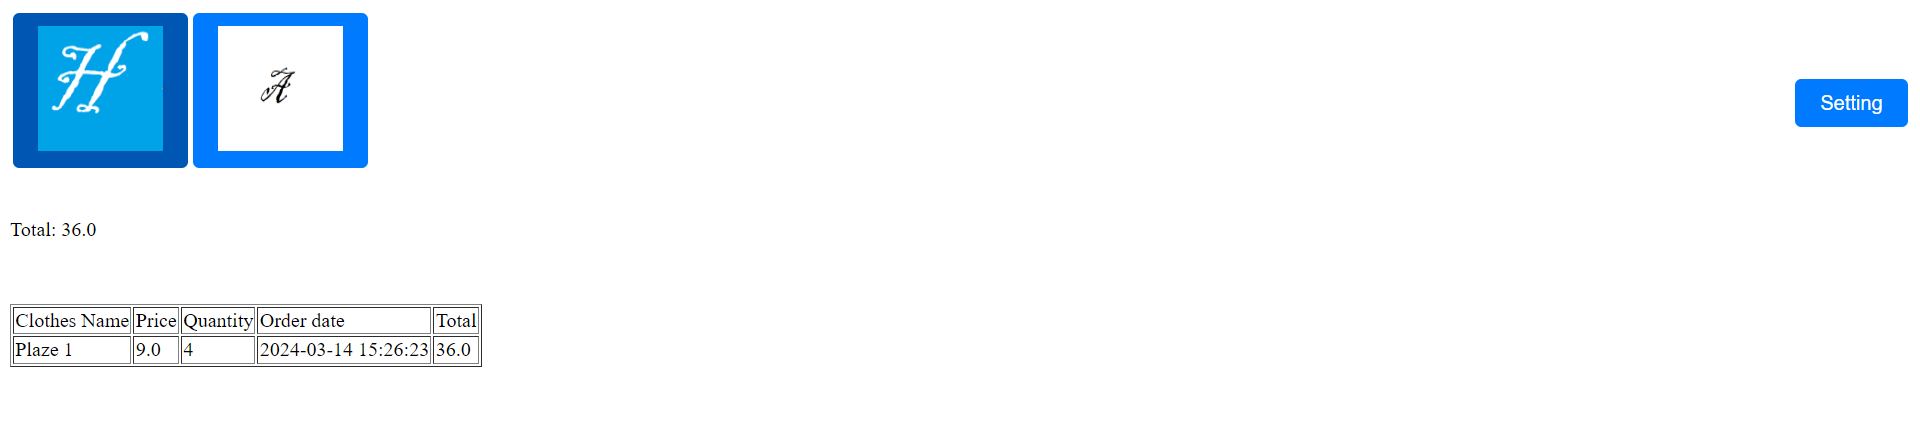 H A
Setting
Total: 36.0
Clothes Name Price Quantity Order date Total
Plaze 1 9.0 4 2024-03-14 15:26:23 36.0